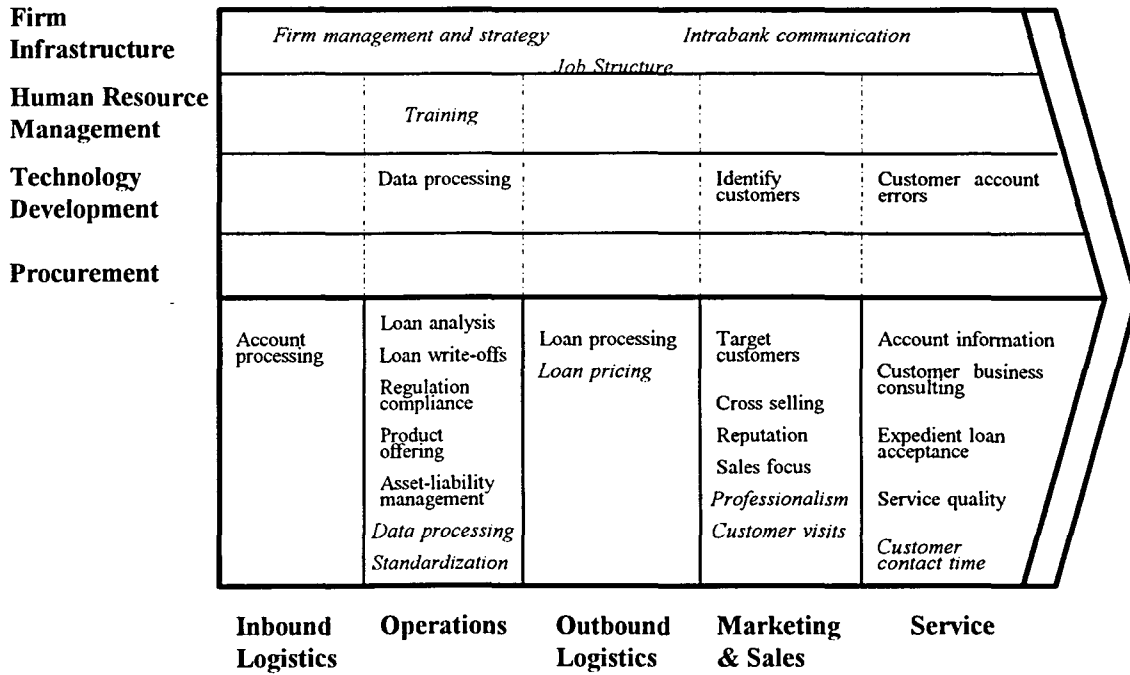 Firm
Infrastructure
Firm management and strategy
Intrabank communication
Job Structure
Human Resource
Management
Training
Technology
Development
Data processing
Identify
customers
Customer account
errors
Procurement
Account
processing
Loan analysis
Loan write-offs
Regulation
compliance
Product
offering
Asset-liability
management
Data processing
Standardization
Loan processing
Loan pricing
Target
customers
Cross selling
Reputation
Sales focus
Professionalism
Customer visits
Account information
Customer business
consulting
Expedient loan
acceptance
Service quality
Customer
contact time
Inbound
Logistics
Operations
Outbound
Logistics
Marketing
& Sales
Service